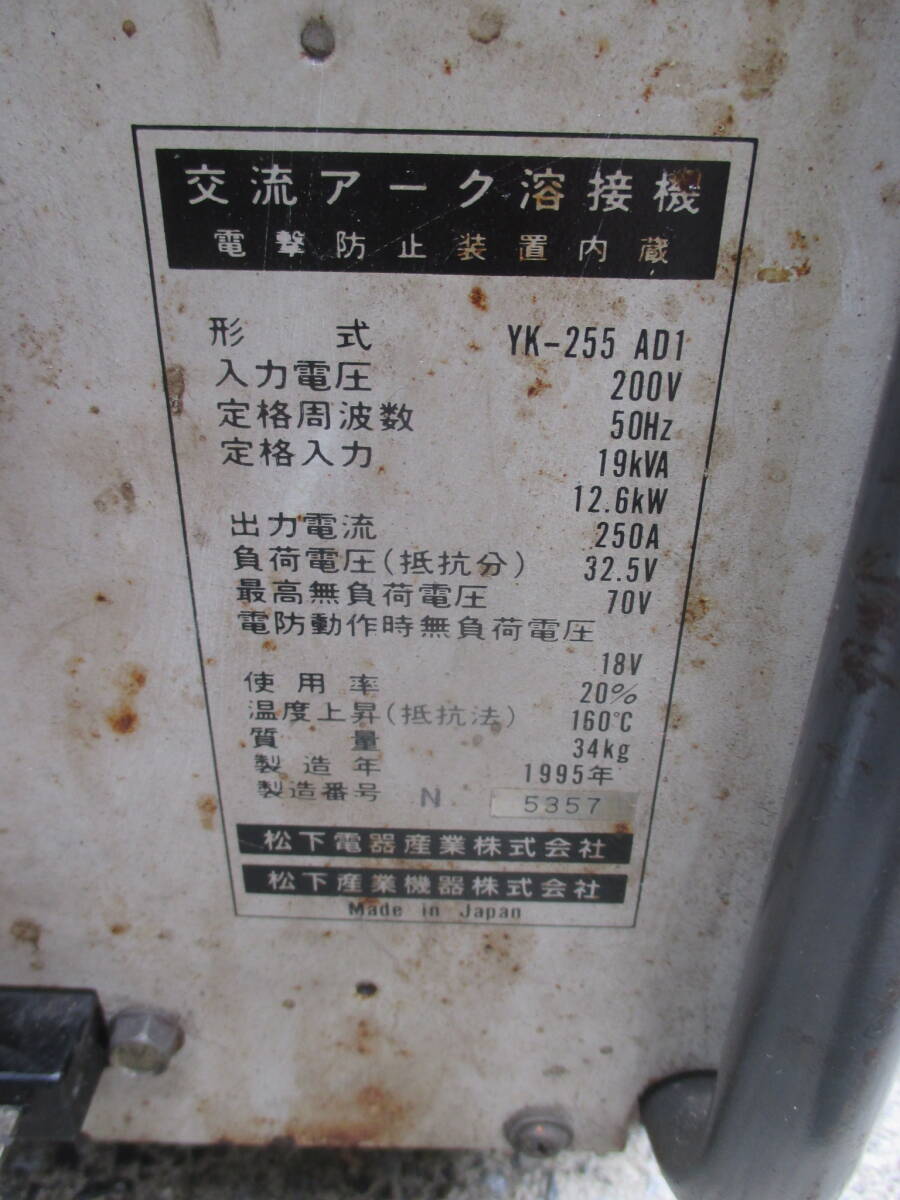 交流アーク溶接機
電撃防止装置内蔵
形式 YK-255 AD1
入力電圧 200V
定格周波数 50Hz
定格入力 19kVA
12.6kW
出力電流 250A
負荷電圧(抵抗分) 32.5V
最高無負荷電圧 70V
電防動作時無負荷電圧
18V
使用率 20%
温度上昇(抵抗法) 160℃
質量 34kg
製造年 1995年
製造番号 N 5357
松下電器産業株式会社
松下産業機器株式会社
Made in Japan